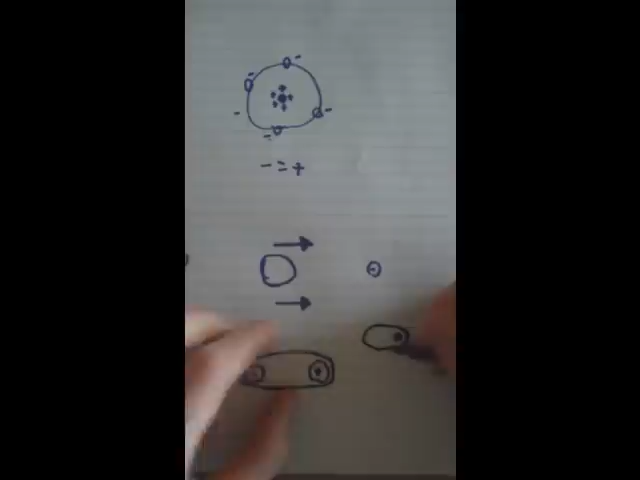 - = +